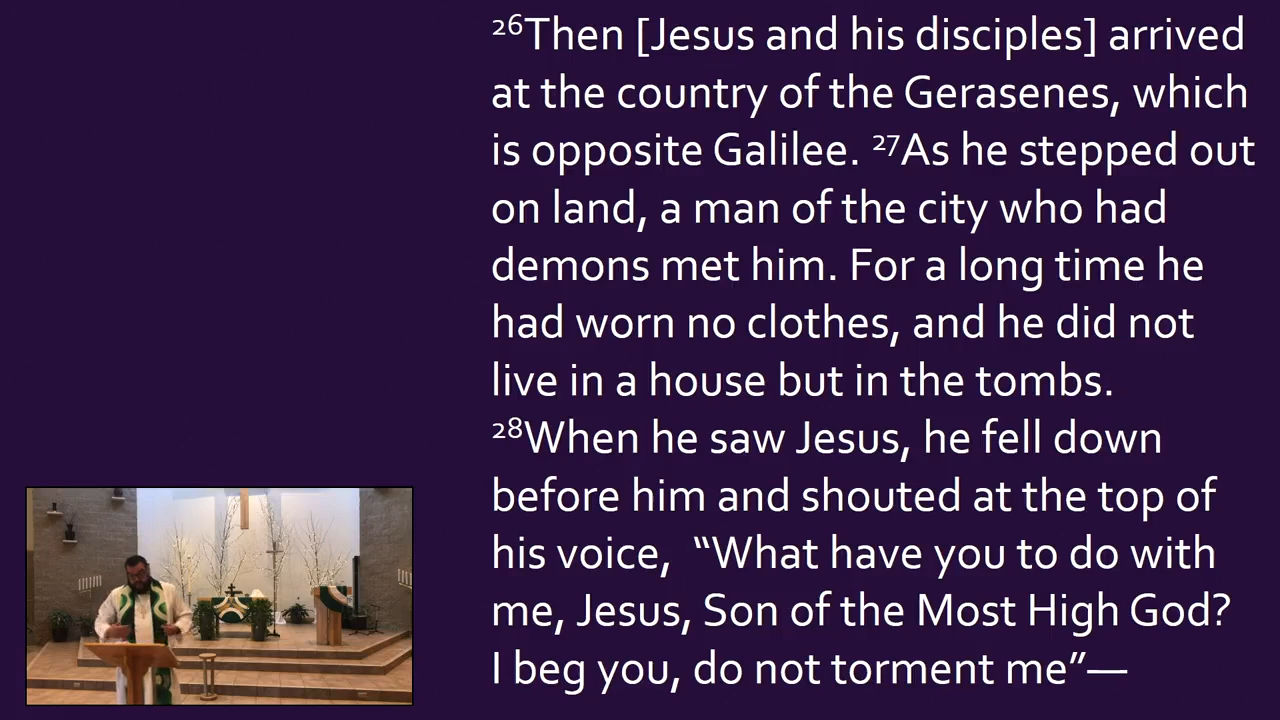 26Then [Jesus and his disciples] arrived
at the country of the Gerasenes, which
is opposite Galilee. 27As he stepped out
on land, a man of the city who had
demons met him. For a long time he
had worn no clothes, and he did not
live in a house but in the tombs.
28When he saw Jesus, he fell down
before him and shouted at the top of
his voice, “What have you to do with
me, Jesus, Son of the Most High God?
I beg you, do not torment me”—